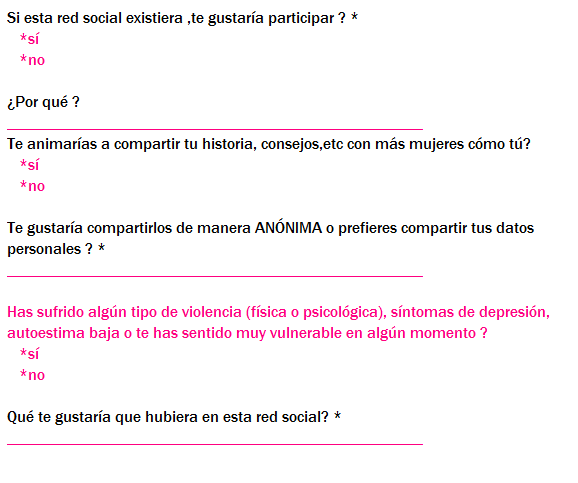 Si esta red social existiera ,te gustaría participar ? *
*sí
*no
¿Por qué ?
Te animarías a compartir tu historia, consejos,etc con más mujeres cómo tú?
*sí
*no
Te gustaría compartirlos de manera ANÓNIMA o prefieres compartir tus datos
personales ? *
Has sufrido algún tipo de violencia (física o psicológica), síntomas de depresión,
autoestima baja o te has sentido muy vulnerable en algún momento ?
*sí
*no
Qué te gustaría que hubiera en esta red social? *